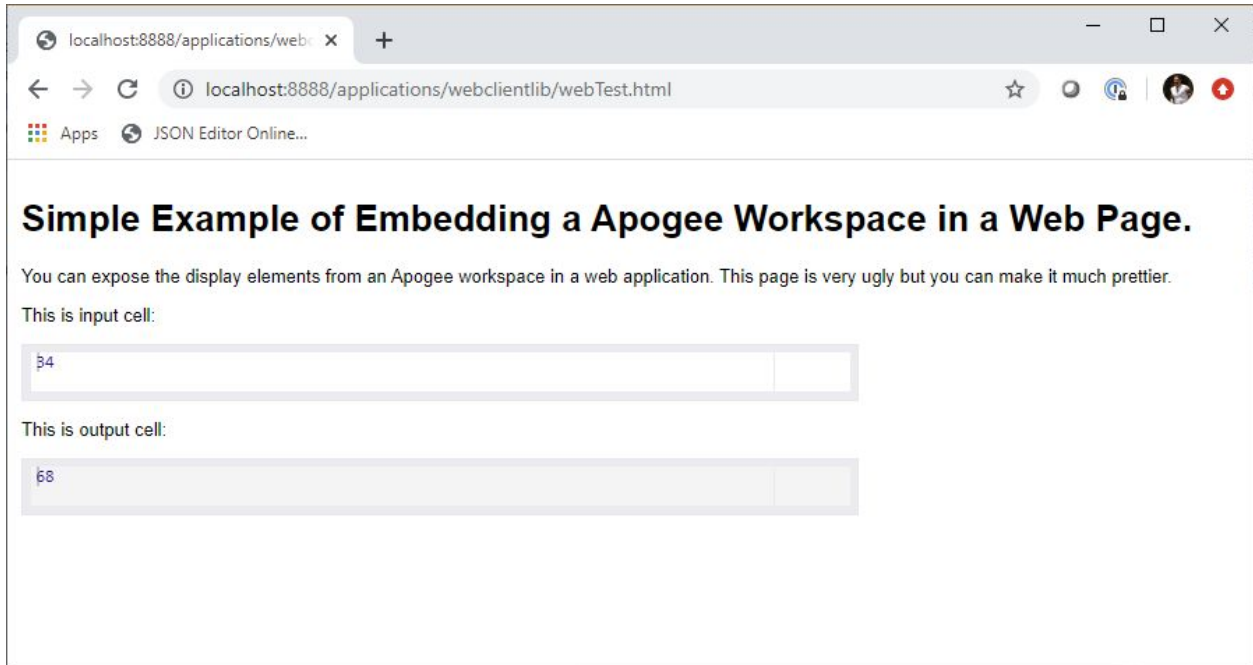 localhost:8888/applications/webc
localhost:8888/applications/webclientlib/webTest.html
Apps JSON Editor Online...
Simple Example of Embedding a Apogee Workspace in a Web Page.
You can expose the display elements from an Apogee workspace in a web application. This page is very ugly but you can make it much prettier.
This is input cell:
34
This is output cell:
68